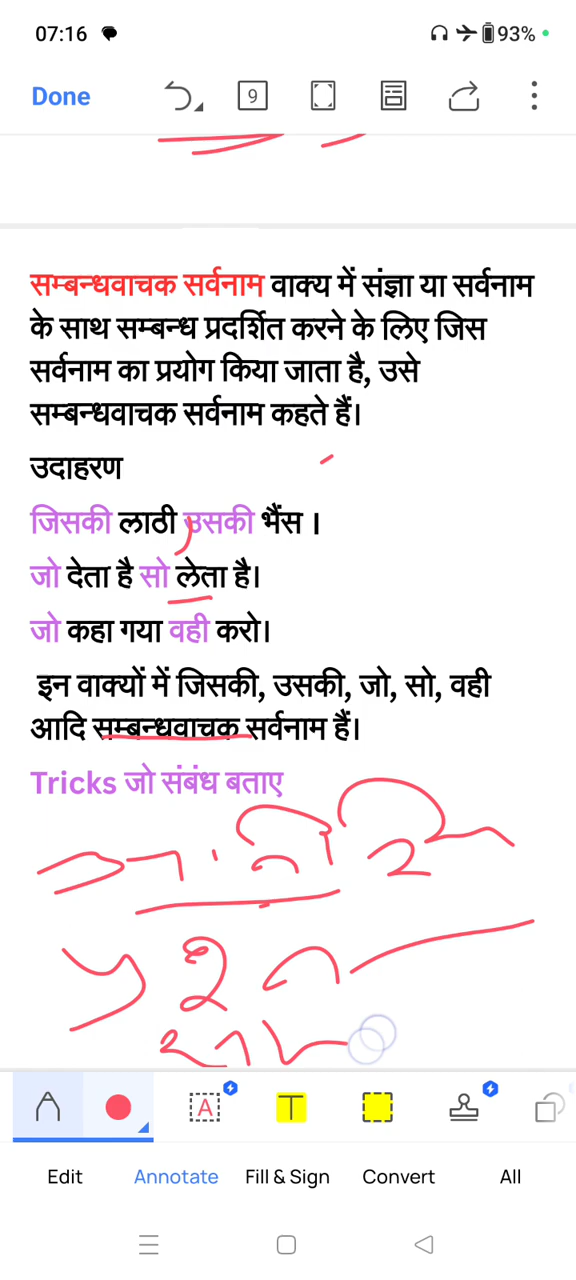 07:16 93%
Done 9
सम्बन्धवाचक सर्वनाम वाक्य में संज्ञा या सर्वनाम
के साथ सम्बन्ध प्रदर्शित करने के लिए जिस
सर्वनाम का प्रयोग किया जाता है, उसे
सम्बन्धवाचक सर्वनाम कहते हैं।
उदाहरण
जिसकी लाठी उसकी भैंस ।
जो देता है सो लेता है।
जो कहा गया वही करो।
इन वाक्यों में जिसकी, उसकी, जो, सो, वही
आदि सम्बन्धवाचक सर्वनाम हैं।
Tricks जो संबंध बताए
A T
Edit Annotate Fill & Sign Convert All